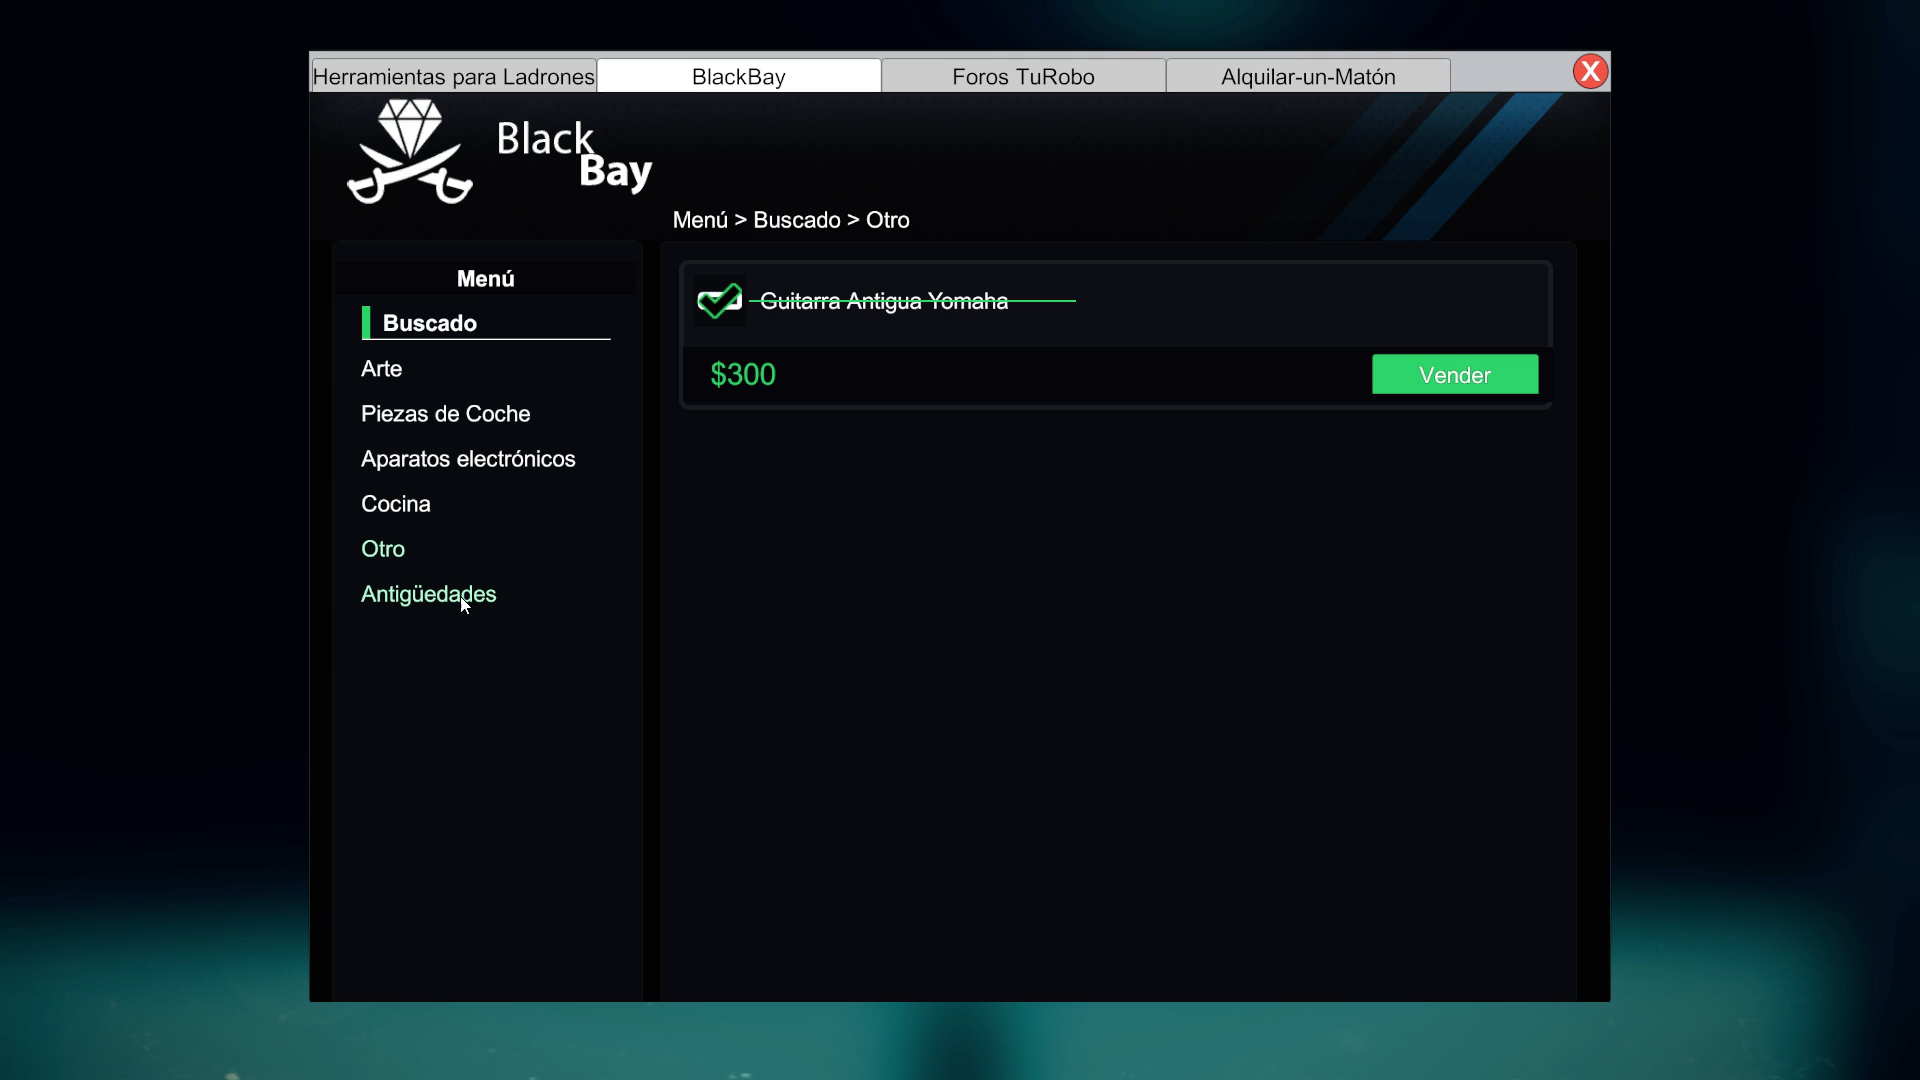 Herramientas para Ladrones
BlackBay
Foros TuRobo
Alquilar-un-Matón
X
Black
Bay
Menú > Buscado > Otro
Menú
Buscado
Arte
Piezas de Coche
Aparatos electrónicos
Cocina
Otro
Antigüedades
Guitarra Antigua Yomaha
$300
Vender